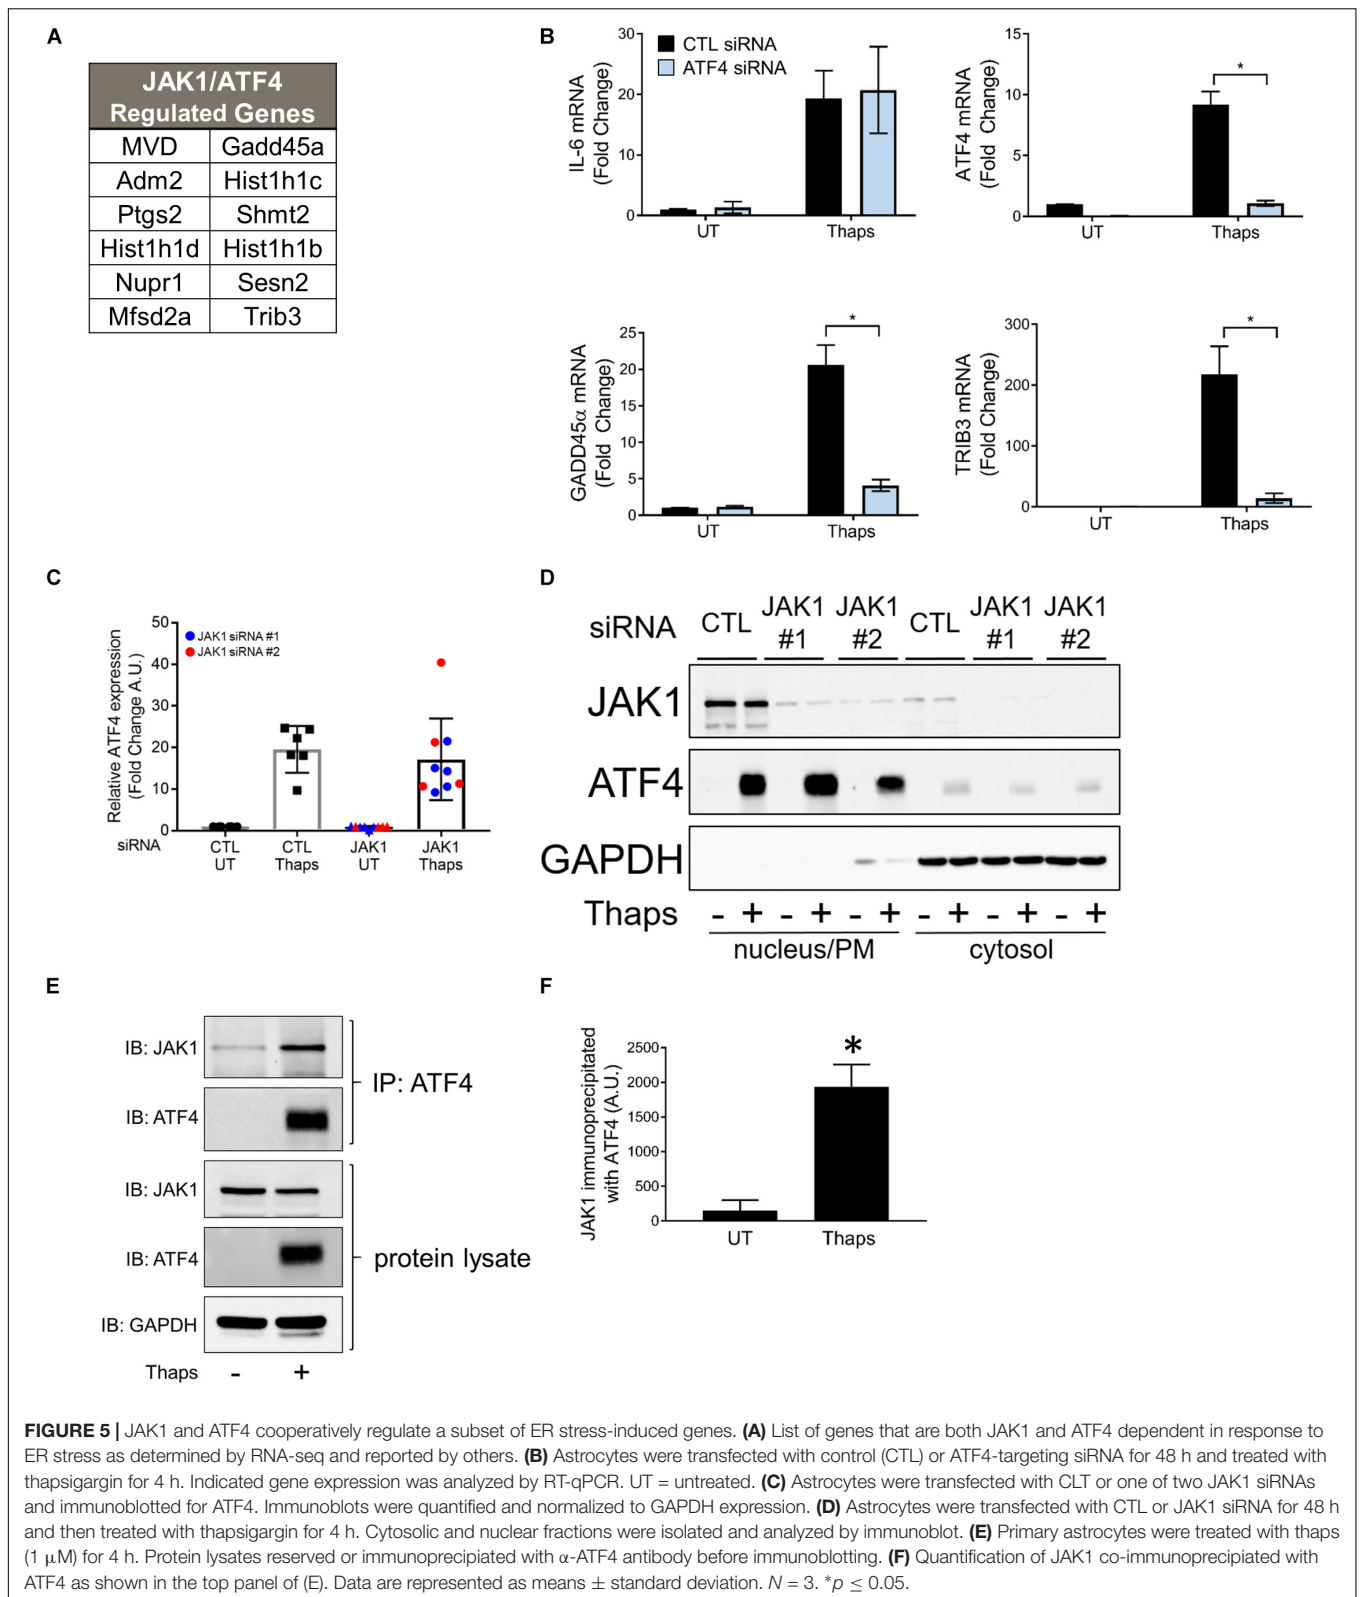 A
JAK1/ATF4
Regulated Genes
MVD Gadd45a
Adm2 Hist1h1c
Ptgs2 Shmt2
Hist1h1d Hist1h1b
Nupr1 Sesn2
Mfsd2a Trib3
B
IL-6 mRNA
(Fold Change)
30
20
10
0
CTL siRNA
ATF4 siRNA
UT Thaps
ATF4 mRNA
(Fold Change)
15
10
5
0
*
UT Thaps
GADD45α mRNA
(Fold Change)
25
20
15
10
5
0
*
UT Thaps
TRIB3 mRNA
(Fold Change)
300
200
100
0
*
UT Thaps
C
Relative ATF4 expression
(Fold Change A.U.)
50
40
30
20
10
0
JAK1 siRNA #1
JAK1 siRNA #2
siRNA CTL CTL JAK1 JAK1
UT Thaps UT Thaps
D
siRNA CTL JAK1 JAK1 CTL JAK1 JAK1
#1 #2 #1 #2
JAK1
ATF4
GAPDH
Thaps - + - + - + - + - + - +
nucleus/PM cytosol
E
IB: JAK1
IB: ATF4
IP: ATF4
IB: JAK1
IB: ATF4
IB: GAPDH
protein lysate
Thaps - +
F
JAK1 immunoprecipitated
with ATF4 (A.U.)
2500
2000
1500
1000
500
0
*
UT Thaps
FIGURE 5 | JAK1 and ATF4 cooperatively regulate a subset of ER stress-induced genes. (A) List of genes that are both JAK1 and ATF4 dependent in response to
ER stress as determined by RNA-seq and reported by others. (B) Astrocytes were transfected with control (CTL) or ATF4-targeting siRNA for 48 h and treated with
thapsigargin for 4 h. Indicated gene expression was analyzed by RT-qPCR. UT = untreated. (C) Astrocytes were transfected with CLT or one of two JAK1 siRNAs
and immunoblotted for ATF4. Immunoblots were quantified and normalized to GAPDH expression. (D) Astrocytes were transfected with CTL or JAK1 siRNA for 48 h
and then treated with thapsigargin for 4 h. Cytosolic and nuclear fractions were isolated and analyzed by immunoblot. (E) Primary astrocytes were treated with thaps
(1 μM) for 4 h. Protein lysates reserved or immunoprecipiated with α-ATF4 antibody before immunoblotting. (F) Quantification of JAK1 co-immunoprecipiated with
ATF4 as shown in the top panel of (E). Data are represented as means ± standard deviation. N = 3. *p ≤ 0.05.